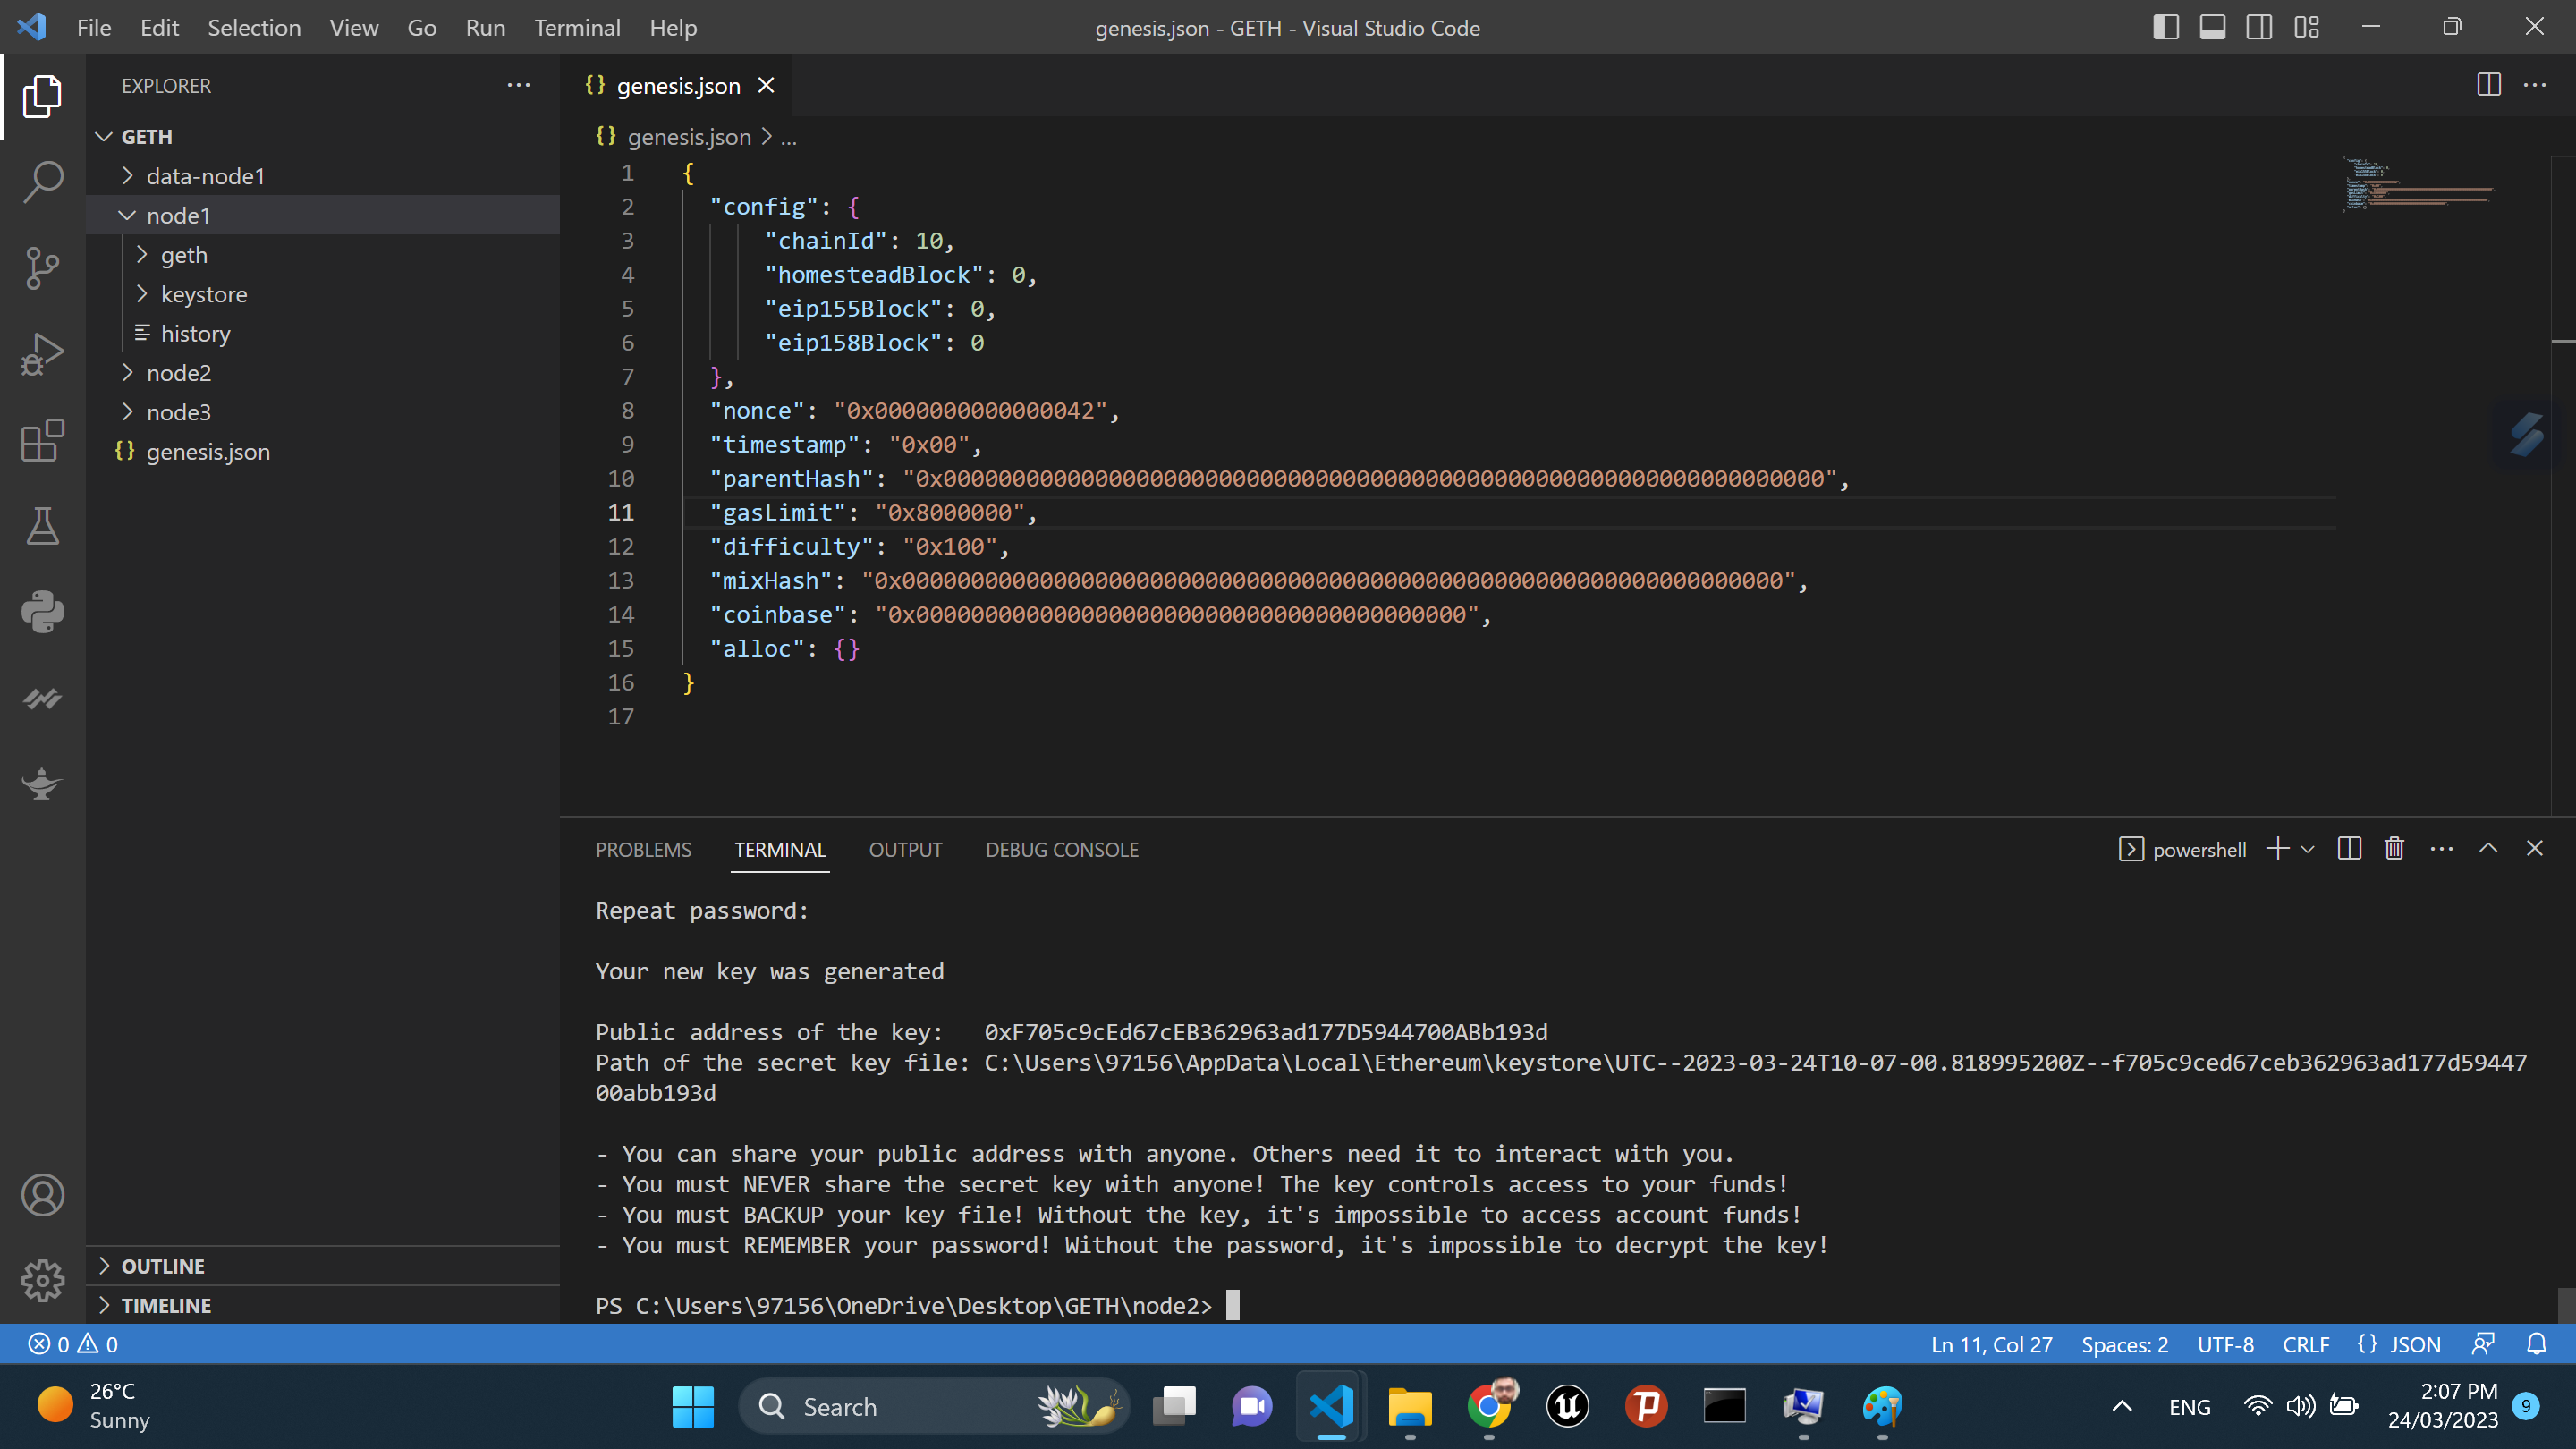 File Edit Selection View Go Run Terminal Help
genesis.json - GETH - Visual Studio Code
EXPLORER
GETH
data-node1
node1
geth
keystore
history
node2
node3
genesis.json
OUTLINE
TIMELINE
genesis.json
genesis.json > ...
1 {
2 "config": {
3 "chainId": 10,
4 "homesteadBlock": 0,
5 "eip155Block": 0,
6 "eip158Block": 0
7 },
8 "nonce": "0x0000000000000042",
9 "timestamp": "0x00",
10 "parentHash": "0x0000000000000000000000000000000000000000000000000000000000000000",
11 "gasLimit": "0x8000000",
12 "difficulty": "0x100",
13 "mixHash": "0x0000000000000000000000000000000000000000000000000000000000000000",
14 "coinbase": "0x0000000000000000000000000000000000000000",
15 "alloc": {}
16 }
17
PROBLEMS TERMINAL OUTPUT DEBUG CONSOLE
powershell
Repeat password:
Your new key was generated
Public address of the key: 0xF705c9cEd67cEB362963ad177D5944700ABb193d
Path of the secret key file: C:\Users\97156\AppData\Local\Ethereum\keystore\UTC--2023-03-24T10-07-00.818995200Z--f705c9ced67ceb362963ad177d59447
00abb193d
- You can share your public address with anyone. Others need it to interact with you.
- You must NEVER share the secret key with anyone! The key controls access to your funds!
- You must BACKUP your key file! Without the key, it's impossible to access account funds!
- You must REMEMBER your password! Without the password, it's impossible to decrypt the key!
PS C:\Users\97156\OneDrive\Desktop\GETH\node2>
0 0
Ln 11, Col 27 Spaces: 2 UTF-8 CRLF {} JSON
26°C
Sunny
Search
ENG
2:07 PM
24/03/2023
9